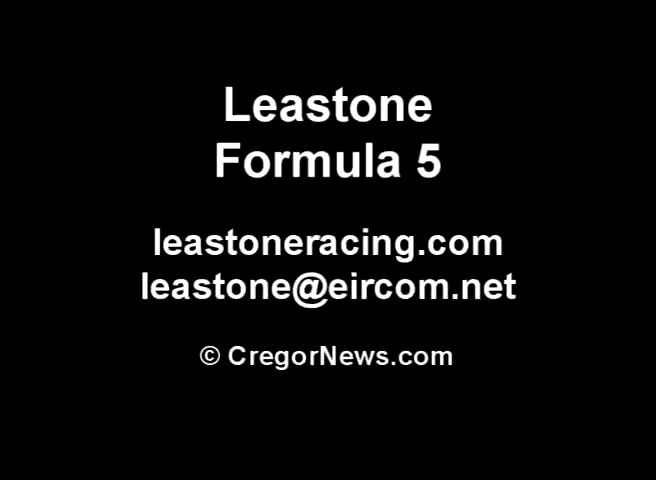 Leastone
Formula 5
leastoneracing.com
leastone@eircom.net
© CregorNews.com